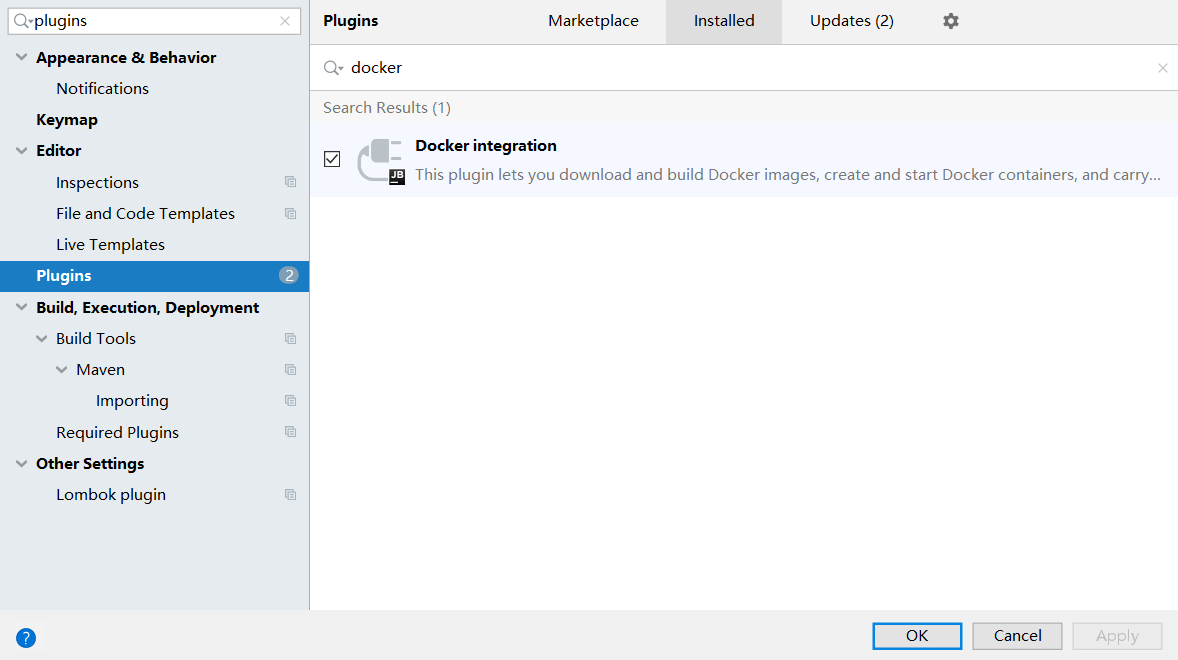 plugins
Appearance & Behavior
Notifications
Keymap
Editor
Inspections
File and Code Templates
Live Templates
Plugins 2
Build, Execution, Deployment
Build Tools
Maven
Importing
Required Plugins
Other Settings
Lombok plugin
Plugins Marketplace Installed Updates (2)
docker
Search Results (1)
Docker integration
JB
This plugin lets you download and build Docker images, create and start Docker containers, and carry...
?
OK Cancel Apply